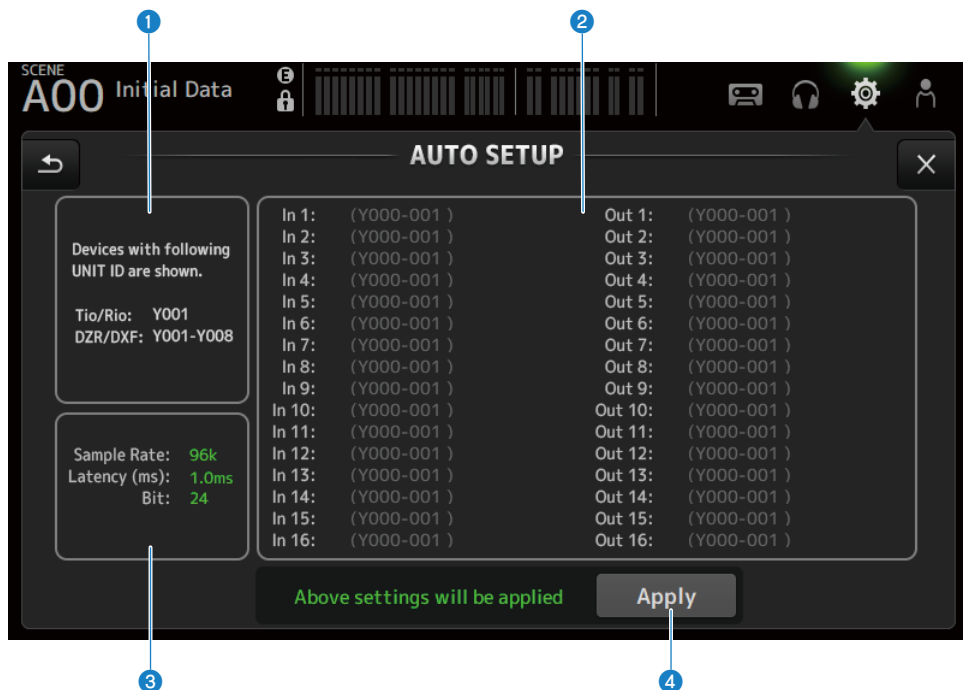 1
2
SCENE
A00 Initial Data
E
AUTO SETUP
Devices with following
UNIT ID are shown.
Tio/Rio: Y001
DZR/DXF: Y001-Y008
Sample Rate: 96k
Latency (ms): 1.0ms
Bit: 24
In 1: (Y000-001 ) Out 1: (Y000-001 )
In 2: (Y000-001 ) Out 2: (Y000-001 )
In 3: (Y000-001 ) Out 3: (Y000-001 )
In 4: (Y000-001 ) Out 4: (Y000-001 )
In 5: (Y000-001 ) Out 5: (Y000-001 )
In 6: (Y000-001 ) Out 6: (Y000-001 )
In 7: (Y000-001 ) Out 7: (Y000-001 )
In 8: (Y000-001 ) Out 8: (Y000-001 )
In 9: (Y000-001 ) Out 9: (Y000-001 )
In 10: (Y000-001 ) Out 10: (Y000-001 )
In 11: (Y000-001 ) Out 11: (Y000-001 )
In 12: (Y000-001 ) Out 12: (Y000-001 )
In 13: (Y000-001 ) Out 13: (Y000-001 )
In 14: (Y000-001 ) Out 14: (Y000-001 )
In 15: (Y000-001 ) Out 15: (Y000-001 )
In 16: (Y000-001 ) Out 16: (Y000-001 )
Above settings will be applied Apply
3
4